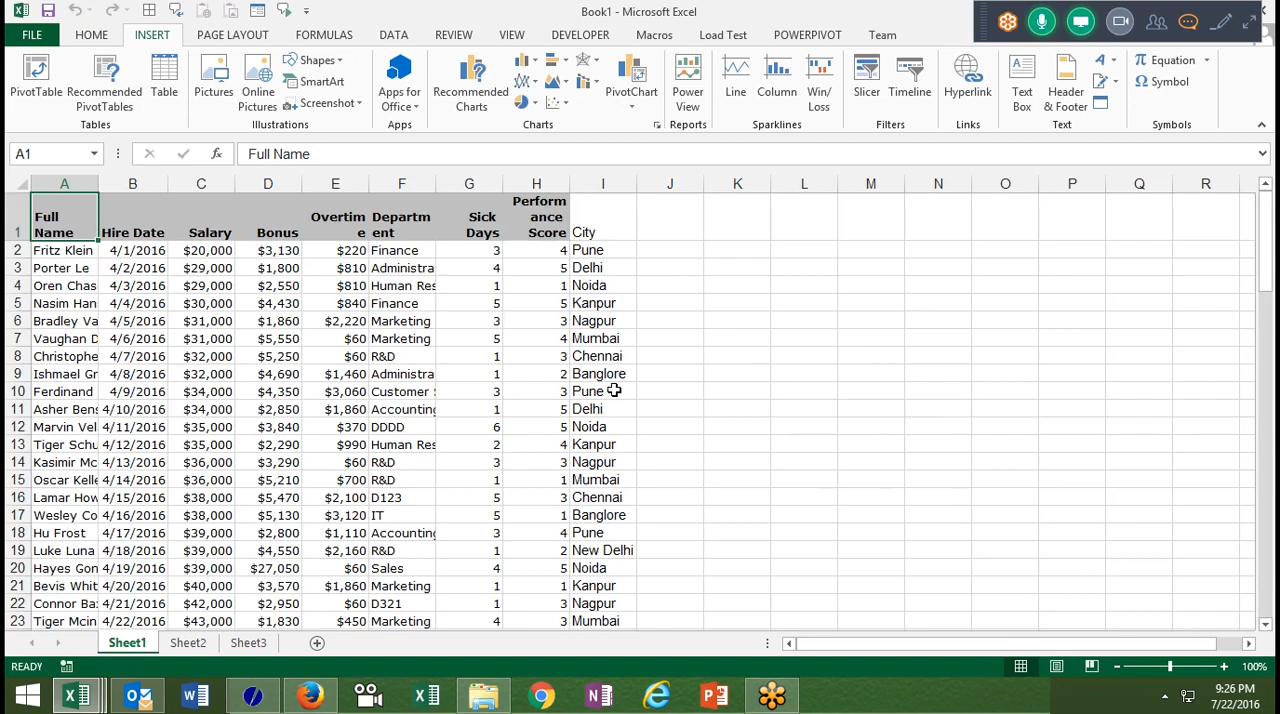 Book1 - Microsoft Excel
FILE HOME INSERT PAGE LAYOUT FORMULAS DATA REVIEW VIEW DEVELOPER Macros Load Test POWERPIVOT Team
PivotTable Recommended PivotTables Table
Pictures Online Pictures Shapes SmartArt Screenshot
Apps for Office
Recommended Charts
PivotChart
Power View
Line Column Win/ Loss
Slicer Timeline
Hyperlink
Text Box Header & Footer
Equation
Symbol
Tables Illustrations Apps Charts Reports Sparklines Filters Links Text Symbols
A1 fx Full Name
A B C D E F G H I J K L M N O P Q R
1 Full Name Hire Date Salary Bonus Overtime Department Sick Days Performance Score City
2 Fritz Klein 4/1/2016 $20,000 $3,130 $220 Finance 3 4 Pune
3 Porter Le 4/2/2016 $29,000 $1,800 $810 Administra 4 5 Delhi
4 Oren Chas 4/3/2016 $29,000 $2,550 $810 Human Res 1 1 Noida
5 Nasim Han 4/4/2016 $30,000 $4,430 $840 Finance 5 5 Kanpur
6 Bradley Va 4/5/2016 $31,000 $1,860 $2,220 Marketing 3 3 Nagpur
7 Vaughan D 4/6/2016 $31,000 $5,550 $60 Marketing 5 4 Mumbai
8 Christophe 4/7/2016 $32,000 $5,250 $60 R&D 1 3 Chennai
9 Ishmael Gr 4/8/2016 $32,000 $4,690 $1,460 Administra 1 2 Banglore
10 Ferdinand 4/9/2016 $34,000 $4,350 $3,060 Customer 3 3 Pune
11 Asher Bens 4/10/2016 $34,000 $2,850 $1,860 Accounting 1 5 Delhi
12 Marvin Vel 4/11/2016 $35,000 $3,840 $370 DDDD 6 5 Noida
13 Tiger Schu 4/12/2016 $35,000 $2,290 $990 Human Res 2 4 Kanpur
14 Kasimir Mc 4/13/2016 $36,000 $3,290 $60 R&D 3 3 Nagpur
15 Oscar Kelle 4/14/2016 $36,000 $5,210 $700 R&D 1 1 Mumbai
16 Lamar How 4/15/2016 $38,000 $5,470 $2,100 D123 5 3 Chennai
17 Wesley Co 4/16/2016 $38,000 $5,130 $3,120 IT 5 1 Banglore
18 Hu Frost 4/17/2016 $39,000 $2,800 $1,110 Accounting 3 4 Pune
19 Luke Luna 4/18/2016 $39,000 $4,550 $2,160 R&D 1 2 New Delhi
20 Hayes Gon 4/19/2016 $39,000 $27,050 $60 Sales 4 5 Noida
21 Bevis Whit 4/20/2016 $40,000 $3,570 $1,860 Marketing 1 1 Kanpur
22 Connor Ba 4/21/2016 $42,000 $2,950 $60 D321 1 3 Nagpur
23 Tiger Mcin 4/22/2016 $43,000 $1,830 $450 Marketing 4 3 Mumbai
Sheet1 Sheet2 Sheet3
READY 100%
9:26 PM
7/22/2016